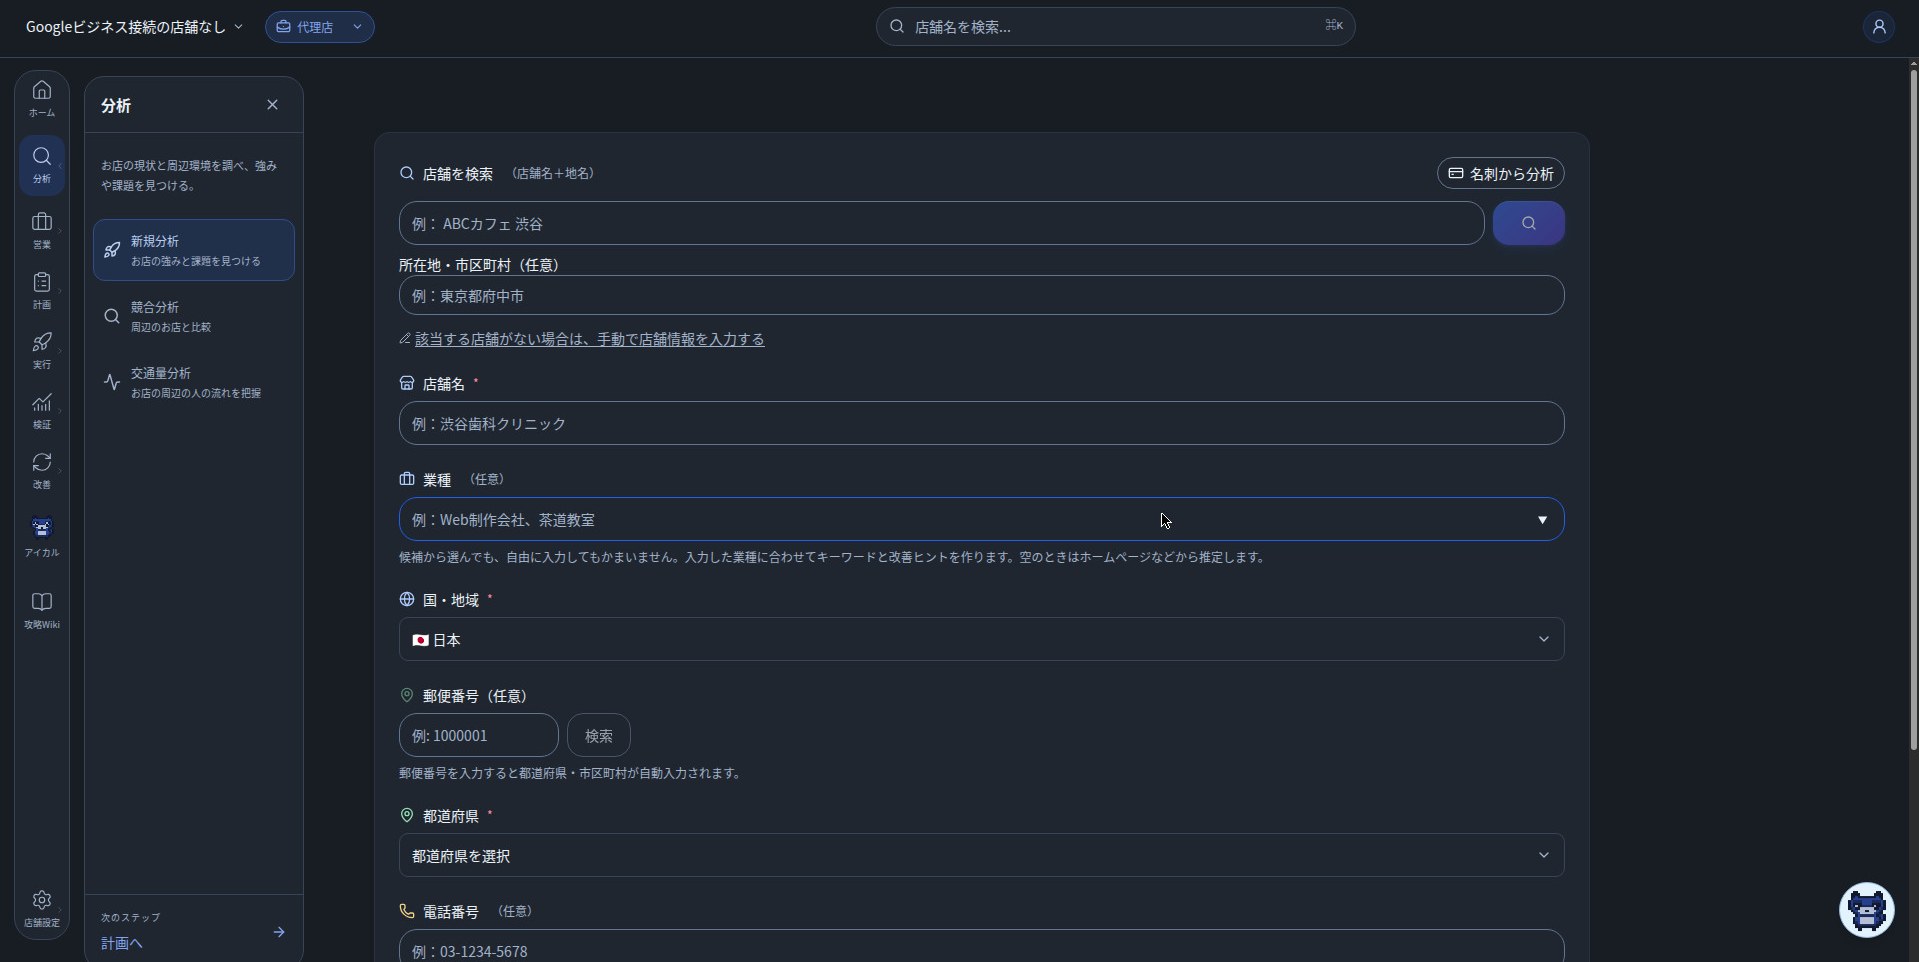 Googleビジネス接続の店舗なし
代理店
店舗名を検索...
⌘K
ホーム
分析
営業
計画
実行
検証
改善
アイカル
攻略Wiki
店舗設定
分析
お店の現状と周辺環境を調べ、強み
や課題を見つける。
新規分析
お店の強みと課題を見つける
競合分析
周辺のお店と比較
交通量分析
お店の周辺の人の流れを把握
次のステップ
計画へ
店舗を検索 （店舗名＋地名）
名刺から分析
例： ABCカフェ 渋谷
所在地・市区町村（任意）
例：東京都府中市
該当する店舗がない場合は、手動で店舗情報を入力する
店舗名 *
例：渋谷歯科クリニック
業種 （任意）
例：Web制作会社、茶道教室
候補から選んでも、自由に入力してもかまいません。入力した業種に合わせてキーワードと改善ヒントを作ります。空のときはホームページなどから推定します。
国・地域 *
🇯🇵 日本
郵便番号（任意）
例: 1000001
検索
郵便番号を入力すると都道府県・市区町村が自動入力されます。
都道府県 *
都道府県を選択
電話番号 （任意）
例：03-1234-5678